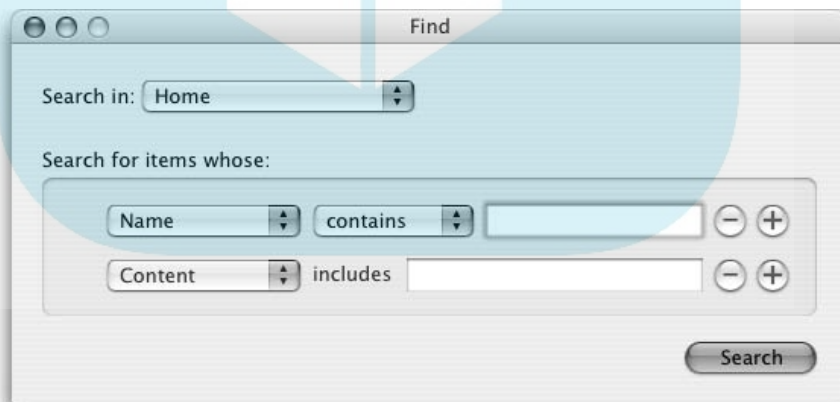 Find
Search in: Home
Search for items whose:
Name contains
Content includes
Search